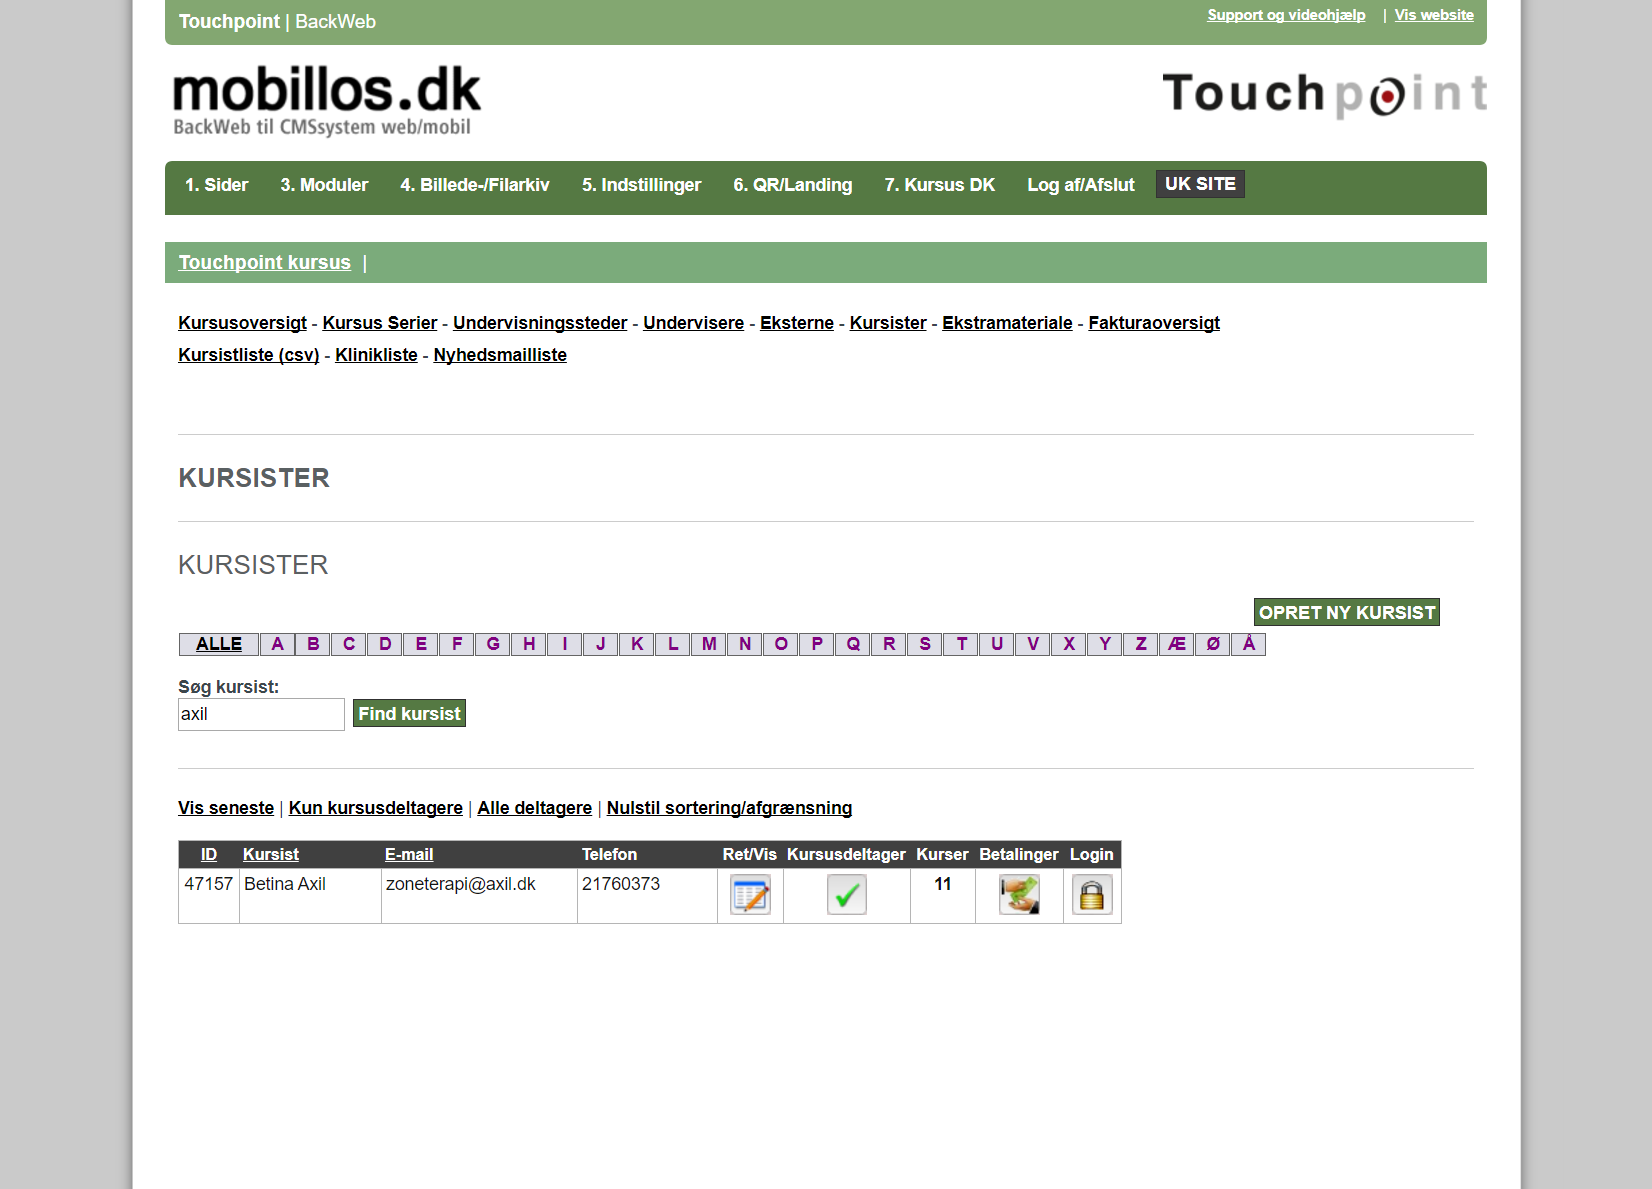 Touchpoint | BackWeb
Support og videohjælp | Vis website
mobillos.dk
BackWeb til CMSsystem web/mobil
Touchpoint
1. Sider 3. Moduler 4. Billede-/Filarkiv 5. Indstillinger 6. QR/Landing 7. Kursus DK Log af/Afslut UK SITE
Touchpoint kursus |
Kursusoversigt - Kursus Serier - Undervisningssteder - Undervisere - Eksterne - Kursister - Ekstramateriale - Fakturaoversigt
Kursistliste (csv) - Klinikliste - Nyhedsmailliste
KURSISTER
KURSISTER
OPRET NY KURSIST
ALLE A B C D E F G H I J K L M N O P Q R S T U V X Y Z Æ Ø Å
Søg kursist:
axil Find kursist
Vis seneste | Kun kursusdeltagere | Alle deltagere | Nulstil sortering/afgrænsning
ID Kursist E-mail Telefon Ret/Vis Kursusdeltager Kurser Betalinger Login
47157 Betina Axil zoneterapi@axil.dk 21760373 11